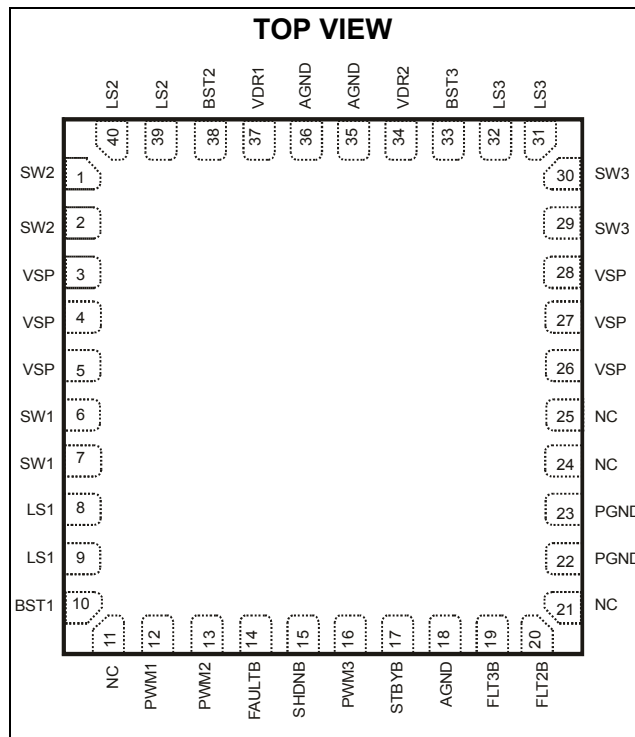 TOP VIEW
LS2
LS2
BST2
VDR1
AGND
AGND
VDR2
BST3
LS3
LS3
40
39
38
37
36
35
34
33
32
31
SW2
1
30
SW3
SW2
2
29
SW3
VSP
3
28
VSP
VSP
4
27
VSP
VSP
5
26
VSP
SW1
6
25
NC
SW1
7
24
NC
LS1
8
23
PGND
LS1
9
22
PGND
BST1
10
21
NC
11
12
13
14
15
16
17
18
19
20
NC
PWM1
PWM2
FAULTB
SHDNB
PWM3
STBYB
AGND
FLT3B
FLT2B